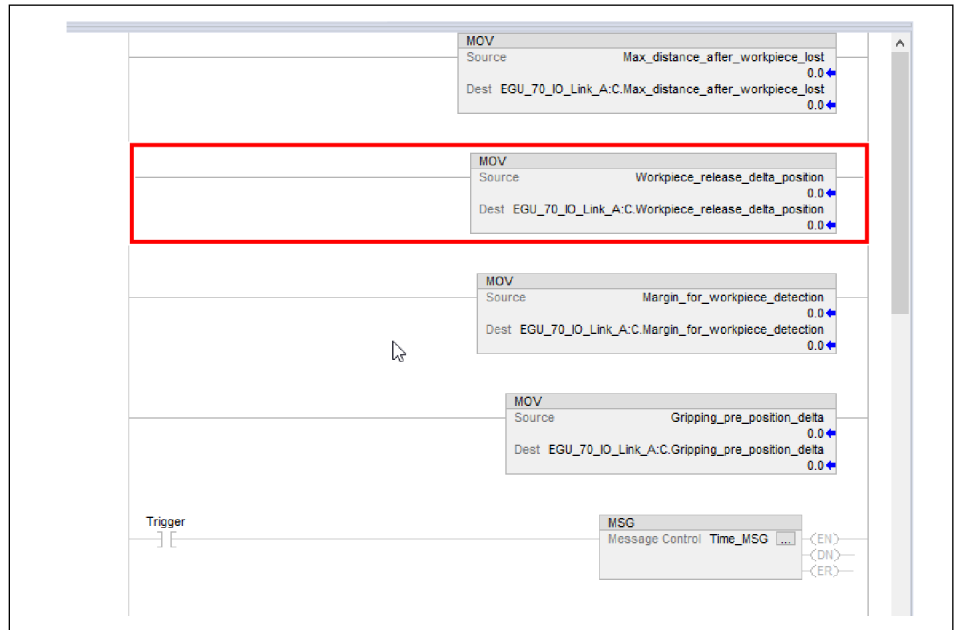 MOV
Source Max_distance_after_workpiece_lost
0.0
Dest EGU_70_IO_Link_A:C.Max_distance_after_workpiece_lost
0.0
MOV
Source Workpiece_release_delta_position
0.0
Dest EGU_70_IO_Link_A:C.Workpiece_release_delta_position
0.0
MOV
Source Margin_for_workpiece_detection
0.0
Dest EGU_70_IO_Link_A:C.Margin_for_workpiece_detection
0.0
MOV
Source Gripping_pre_position_delta
0.0
Dest EGU_70_IO_Link_A:C.Gripping_pre_position_delta
0.0
Trigger
MSG
Message Control Time_MSG ... (EN)
(DN)
(ER)